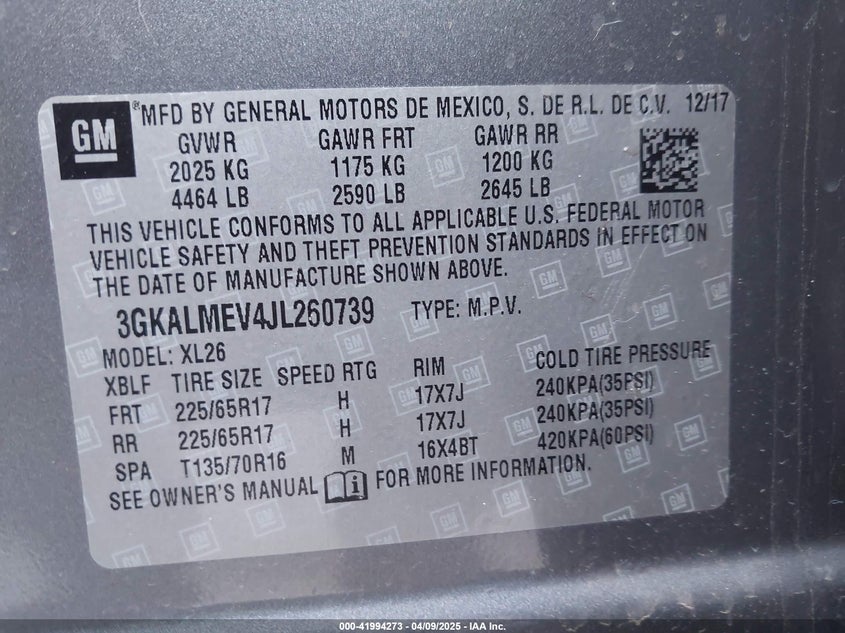 GM ®MFD BY GENERAL MOTORS DE MEXICO, S. DE R.L. DE C.V. 12/17
GVWR GAWR FRT GAWR RR
2025 KG 1175 KG 1200 KG
4464 LB 2590 LB 2645 LB
THIS VEHICLE CONFORMS TO ALL APPLICABLE U.S. FEDERAL MOTOR
VEHICLE SAFETY AND THEFT PREVENTION STANDARDS IN EFFECT ON
THE DATE OF MANUFACTURE SHOWN ABOVE.
3GKALMEV4JL260739 TYPE: M.P.V.
MODEL: XL26
XBLF TIRE SIZE SPEED RTG RIM COLD TIRE PRESSURE
FRT 225/65R17 H 17X7J 240KPA(35PSI)
RR 225/65R17 H 17X7J 240KPA(35PSI)
SPA T135/70R16 M 16X4BT 420KPA(60PSI)
SEE OWNER'S MANUAL i FOR MORE INFORMATION.
000-41994273 - 04/09/2025 - IAA Inc.